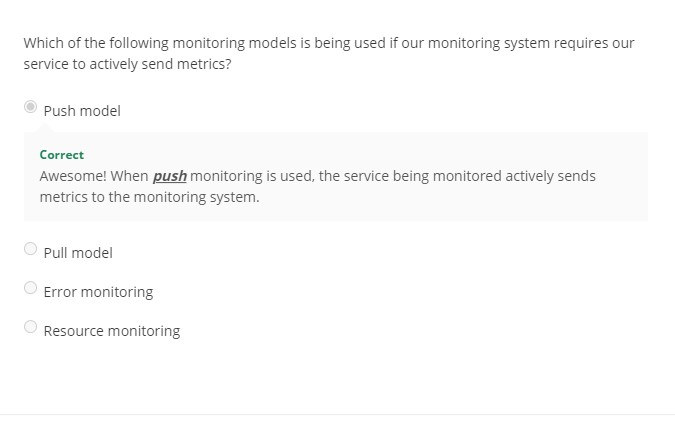 Which of the following monitoring models is being used if our monitoring system requires our
service to actively send metrics?
Push model
Correct
Awesome! When push monitoring is used, the service being monitored actively sends
metrics to the monitoring system.
Pull model
Error monitoring
Resource monitoring